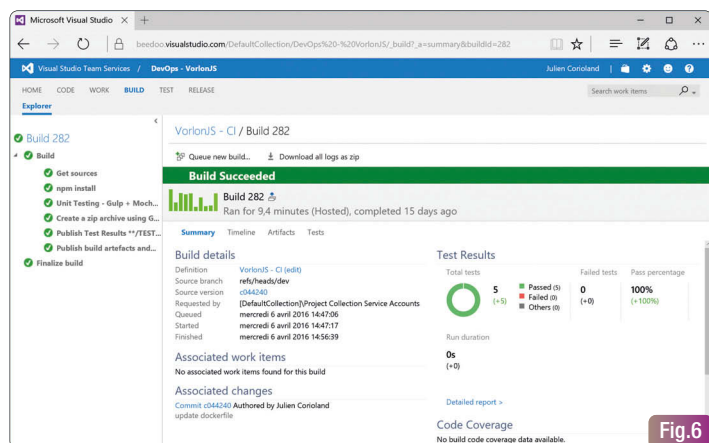 Microsoft Visual Studio
beedoo.visualstudio.com/DefaultCollection/DevOps%20-%20VorlonJS/_build?_a=summary&buildid=282
Visual Studio Team Services / DevOps - VorlonJS
Julien Corioland
HOME CODE WORK BUILD TEST RELEASE
Search work items
Explorer
Build 282
Build
Get sources
npm install
Unit Testing - Gulp + Moch...
Create a zip archive using G...
Publish Test Results **/TEST...
Publish build artefacts and...
Finalize build
VorlonJS - CI / Build 282
Queue new build... Download all logs as zip
Build Succeeded
Build 282
Ran for 9,4 minutes (Hosted), completed 15 days ago
Summary Timeline Artifacts Tests
Build details
Definition VorlonJS - CI (edit)
Source branch refs/heads/dev
Source version c044240
Requested by [DefaultCollection]\Project Collection Service Accounts
Queued mercredi 6 avril 2016 14:47:06
Started mercredi 6 avril 2016 14:47:17
Finished mercredi 6 avril 2016 14:56:39
Associated work items
No associated work items found for this build
Associated changes
Commit c044240 Authored by Julien Corioland
update dockerfile
Test Results
Total tests Failed tests Pass percentage
5 Passed (5) 0 100%
(+5) Failed (0) (+0) (+100%)
Others (0)
Run duration
0s
(+0)
Detailed report >
Code Coverage
No build code coverage data available.
Fig.6